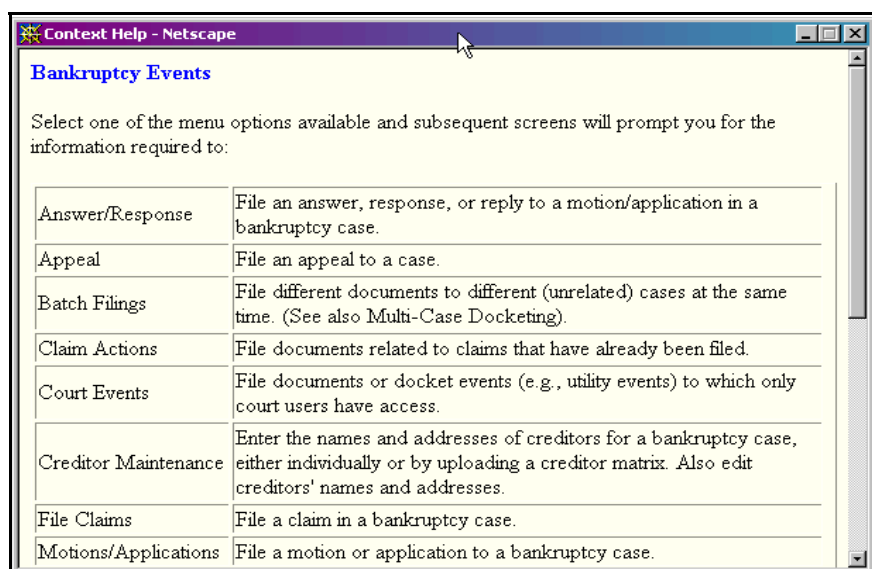 Context Help - Netscape
Bankruptcy Events
Select one of the menu options available and subsequent screens will prompt you for the
information required to:
Answer/Response
File an answer, response, or reply to a motion/application in a
bankruptcy case.
Appeal
File an appeal to a case.
Batch Filings
File different documents to different (unrelated) cases at the same
time. (See also Multi-Case Docketing).
Claim Actions
File documents related to claims that have already been filed.
Court Events
File documents or docket events (e.g., utility events) to which only
court users have access.
Creditor Maintenance
Enter the names and addresses of creditors for a bankruptcy case,
either individually or by uploading a creditor matrix. Also edit
creditors' names and addresses.
File Claims
File a claim in a bankruptcy case.
Motions/Applications
File a motion or application to a bankruptcy case.